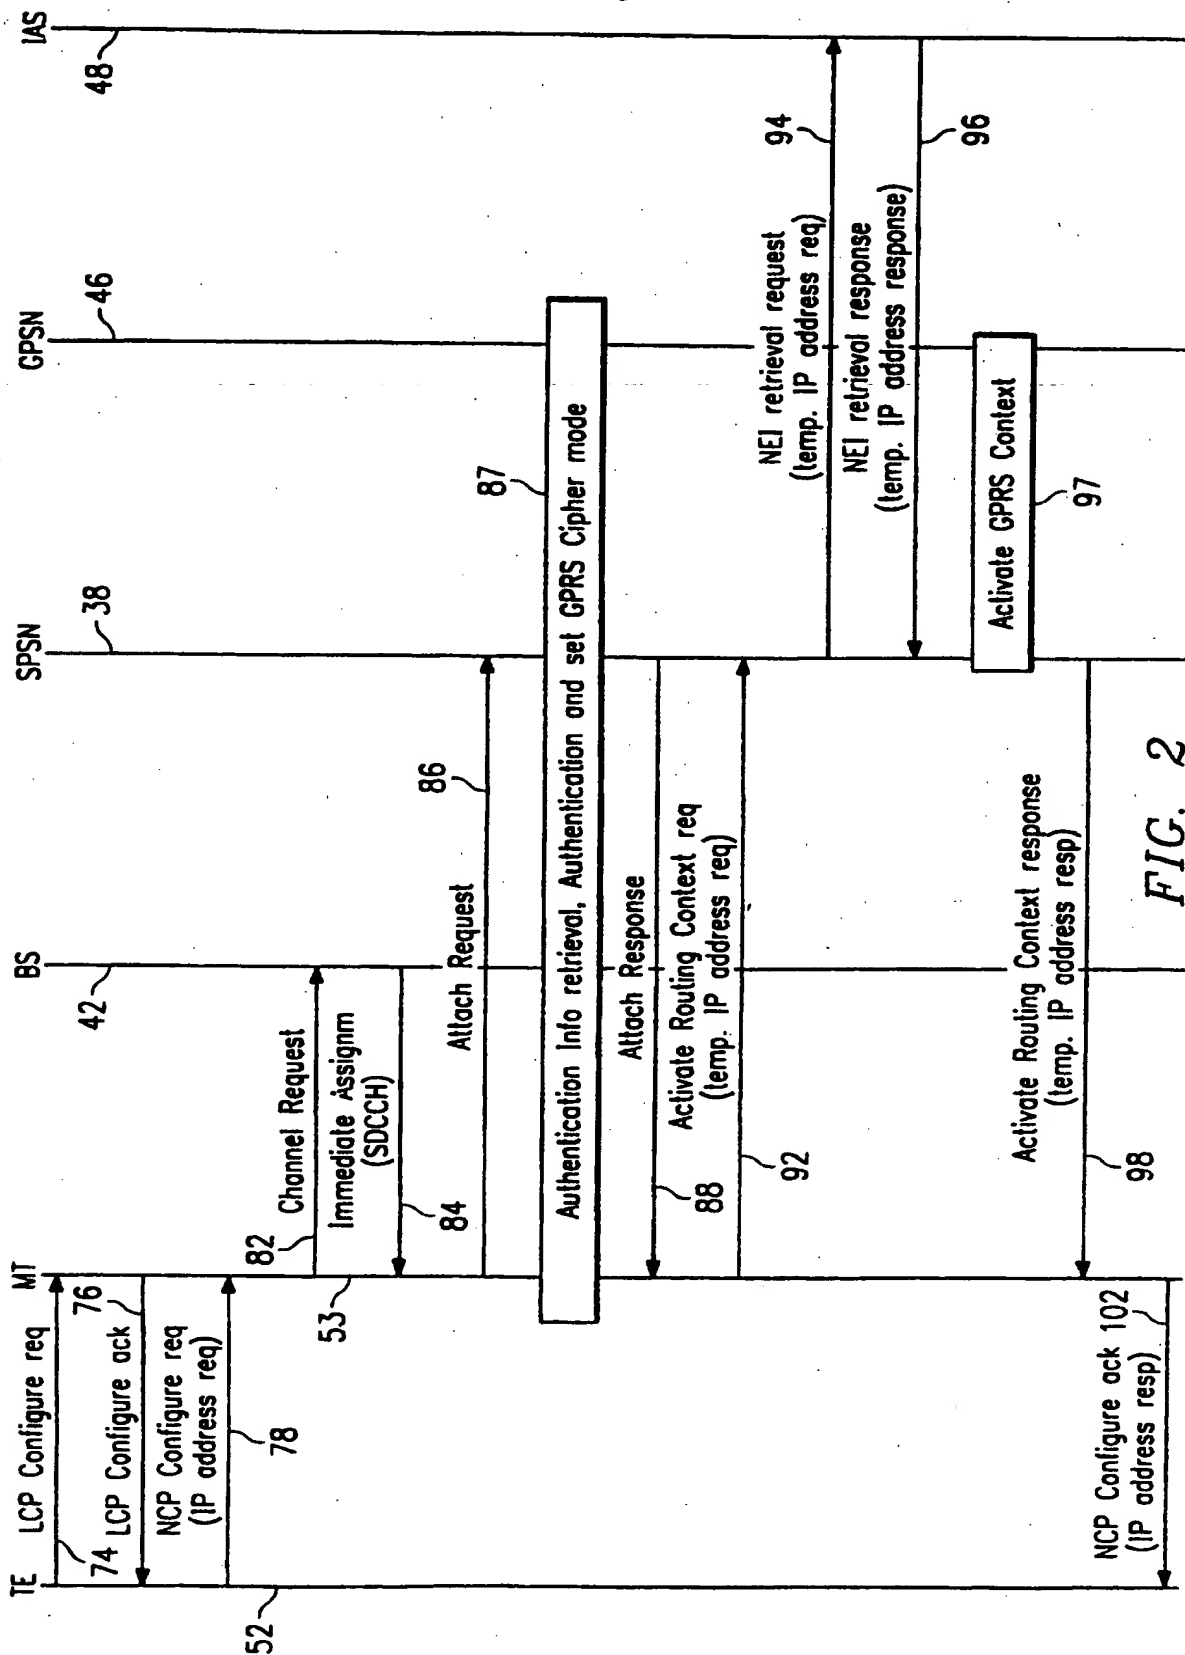 TE
MT
BS
SPSN
GPSN
IAS
52
53
42
38
46
48
LCP Configure req
74
LCP Configure ack
76
NCP Configure req
(IP address req)
78
82
Channel Request
Immediate Assignm
(SDCCH)
84
Attach Request
86
Authentication Info retrieval, Authentication and set GPRS Cipher mode
87
Attach Response
88
Activate Routing Context req
(temp. IP address req)
92
NEI retrieval request
(temp. IP address req)
94
NEI retrieval response
(temp. IP address response)
96
Activate GPRS Context
97
Activate Routing Context response
(temp. IP address resp)
98
NCP Configure ack 102
(IP address resp)
FIG. 2